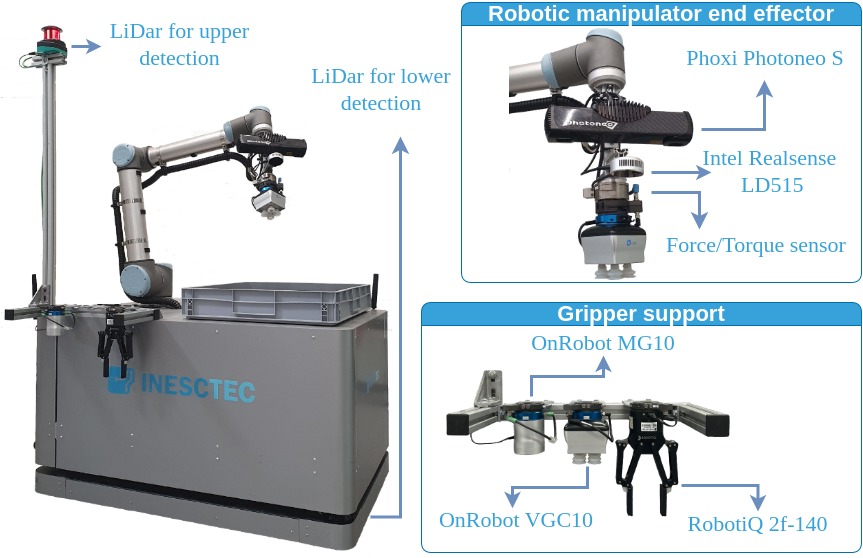 LiDar for upper
detection
LiDar for lower
detection
INESCTEC
Robotic manipulator end effector
Phoxi Photoneo S
photoneo
Intel Realsense
LD515
Force/Torque sensor
Gripper support
OnRobot MG10
OnRobot VGC10
RobotiQ 2f-140